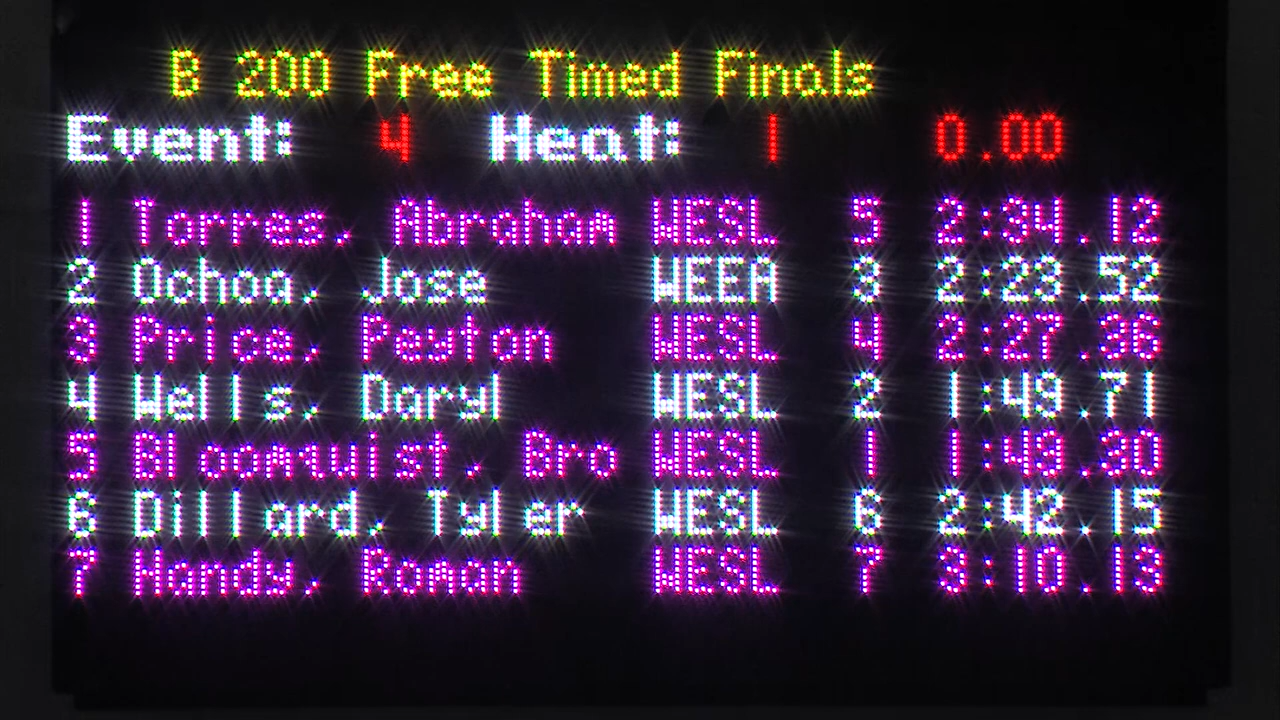 B 200 Free Timed Finals
Event: 4 Heat: 1 0.00
1 Torres, Abraham WESL 5 2:34.12
2 Ochoa, Jose WEEA 3 2:23.52
3 Price, Peyton WESL 4 2:27.36
4 Wells, Daryl WESL 2 1:49.71
5 Bloomquist, Bro WESL 1 1:49.30
6 Dillard, Tyler WESL 6 2:42.15
7 Handy, Roman WESL 7 3:10.13